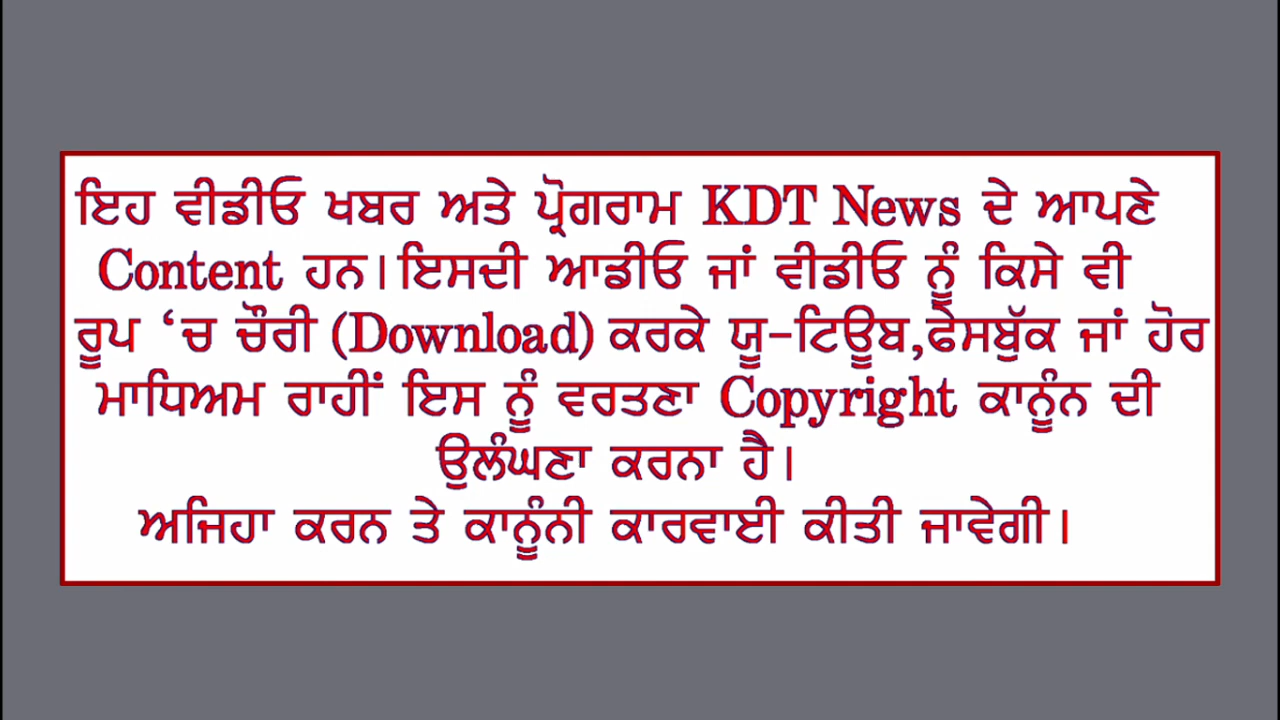 ਇਹ ਵੀਡੀਓ ਖਬਰ ਅਤੇ ਪ੍ਰੋਗਰਾਮ KDT News ਦੇ ਆਪਣੇ
Content ਹਨ।ਇਸਦੀ ਆਡੀਓ ਜਾਂ ਵੀਡੀਓ ਨੂੰ ਕਿਸੇ ਵੀ
ਰੂਪ ‘ਚ ਚੌਰੀ (Download) ਕਰਕੇ ਯੂ-ਟਿਊਬ,ਫੇਸਬੁੱਕ ਜਾਂ ਹੋਰ
ਮਾਧਿਅਮ ਰਾਹੀਂ ਇਸ ਨੂੰ ਵਰਤਣਾ Copyright ਕਾਨੂੰਨ ਦੀ
ਉਲੰਘਣਾ ਕਰਨਾ ਹੈ।
ਅਜਿਹਾ ਕਰਨ ਤੇ ਕਾਨੂੰਨੀ ਕਾਰਵਾਈ ਕੀਤੀ ਜਾਵੇਗੀ।